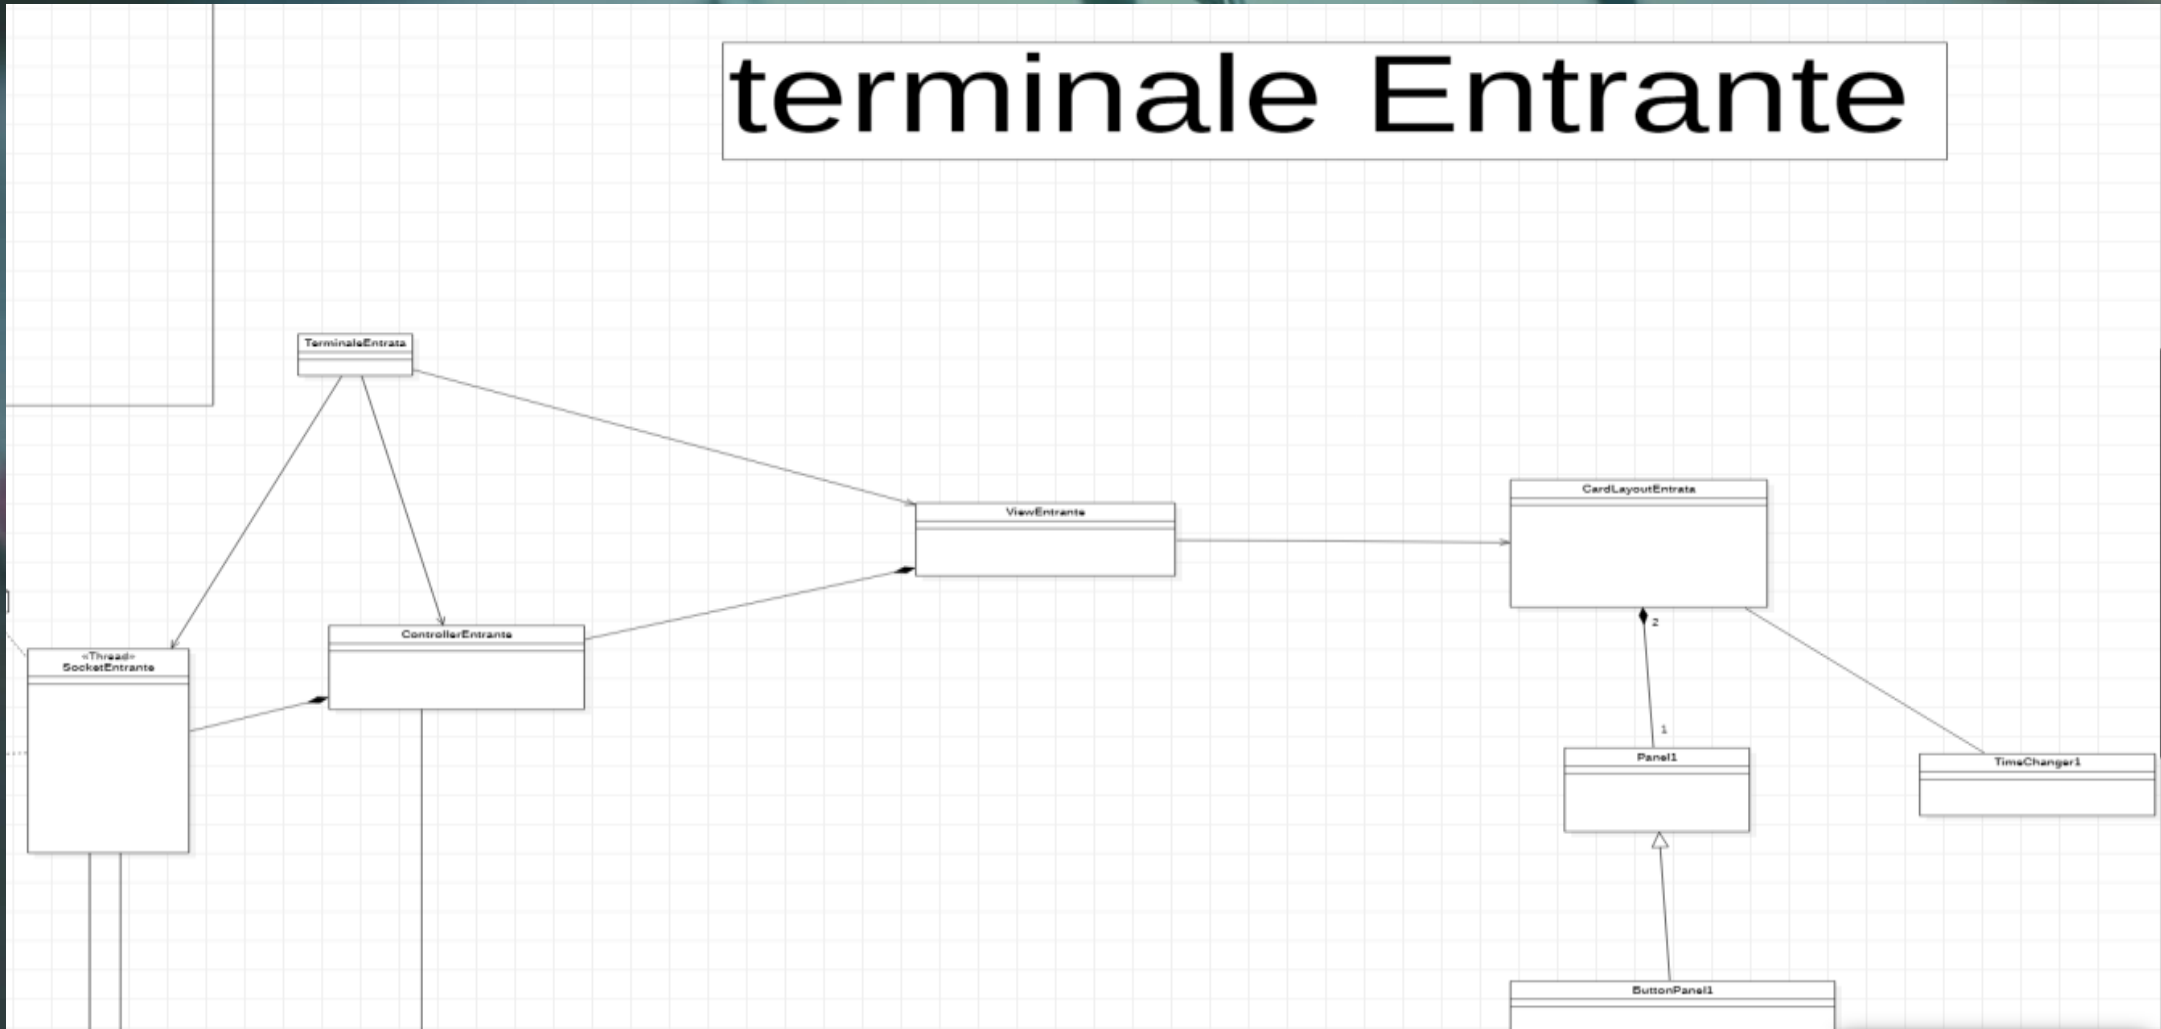 terminale Entrante
TerminaleEntrata
CardLayoutEntrata
ViewEntrante
2
ControllerEntrante
«Thread»
SocketEntrante
1
Panel1
TimeChanger1
ButtonPanel1